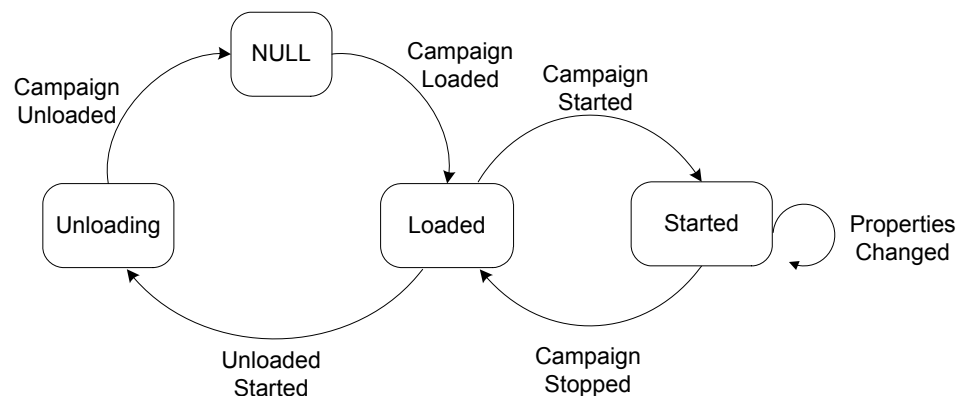 NULL
Campaign
Loaded
Campaign
Unloaded
Campaign
Started
Unloading
Loaded
Started
Properties
Changed
Unloaded
Started
Campaign
Stopped